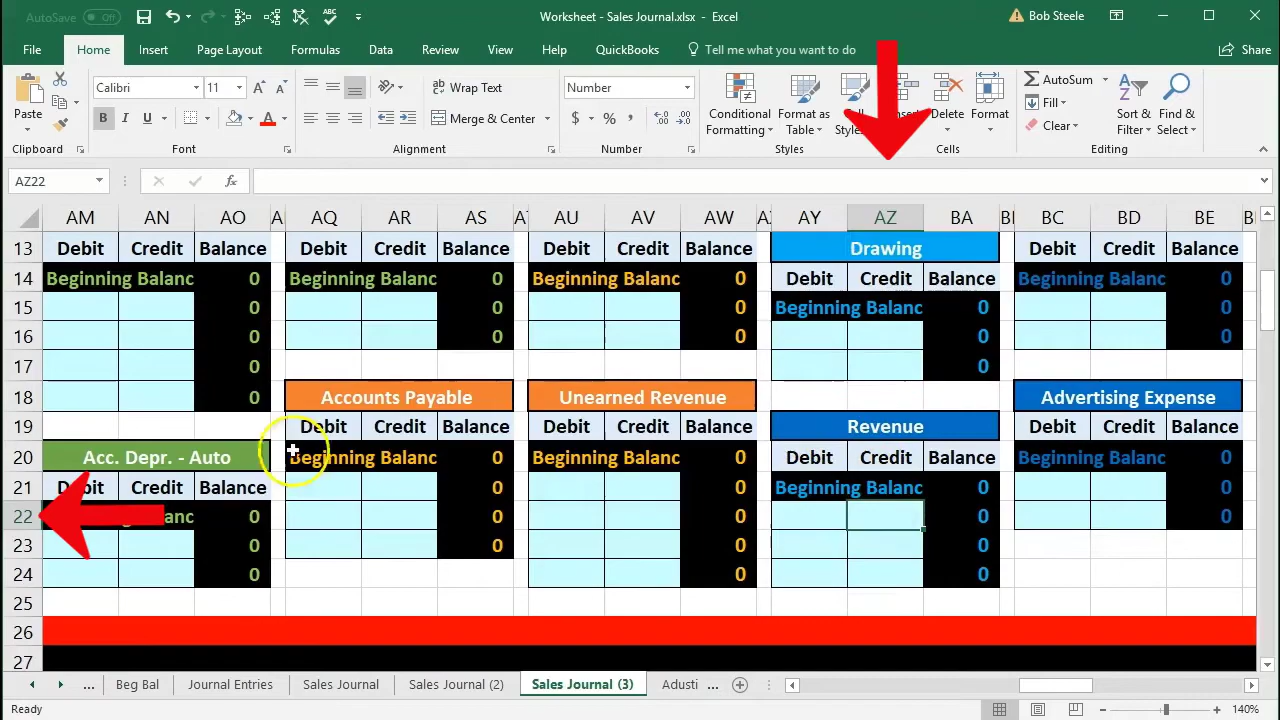 AutoSave Off Worksheet - Sales Journal.xlsx - Excel Bob Steele
File Home Insert Page Layout Formulas Data Review View Help QuickBooks Tell me what you want to do Share
Paste Calibri 11 Wrap Text Number Conditional Formatting Format as Table Delete Format AutoSum Sort & Filter Find & Select
B I U Merge & Center $ % Fill Clear
Clipboard Font Alignment Number Styles Cells Editing
AZ22 fx
AM AN AO AQ AR AS AU AV AW AY AZ BA BC BD BE
13 Debit Credit Balance Debit Credit Balance Debit Credit Balance Drawing Debit Credit Balance
14 Beginning Balanc 0 Beginning Balanc 0 Beginning Balanc 0 Debit Credit Balance Beginning Balanc 0
15 0 0 0 Beginning Balanc 0 0
16 0 0 0 0 0
17 0 0
18 0 Accounts Payable Unearned Revenue Advertising Expense
19 Debit Credit Balance Debit Credit Balance Revenue Debit Credit Balance
20 Acc. Depr. - Auto Beginning Balanc 0 Beginning Balanc 0 Debit Credit Balance Beginning Balanc 0
21 Debit Credit Balance 0 0 Beginning Balanc 0 0
22 0 0 0 0 0
23 0 0 0 0
24 0 0 0
25
26
27
... Beg Bal Journal Entries Sales Journal Sales Journal (2) Sales Journal (3) Adusti ...
Ready 140%